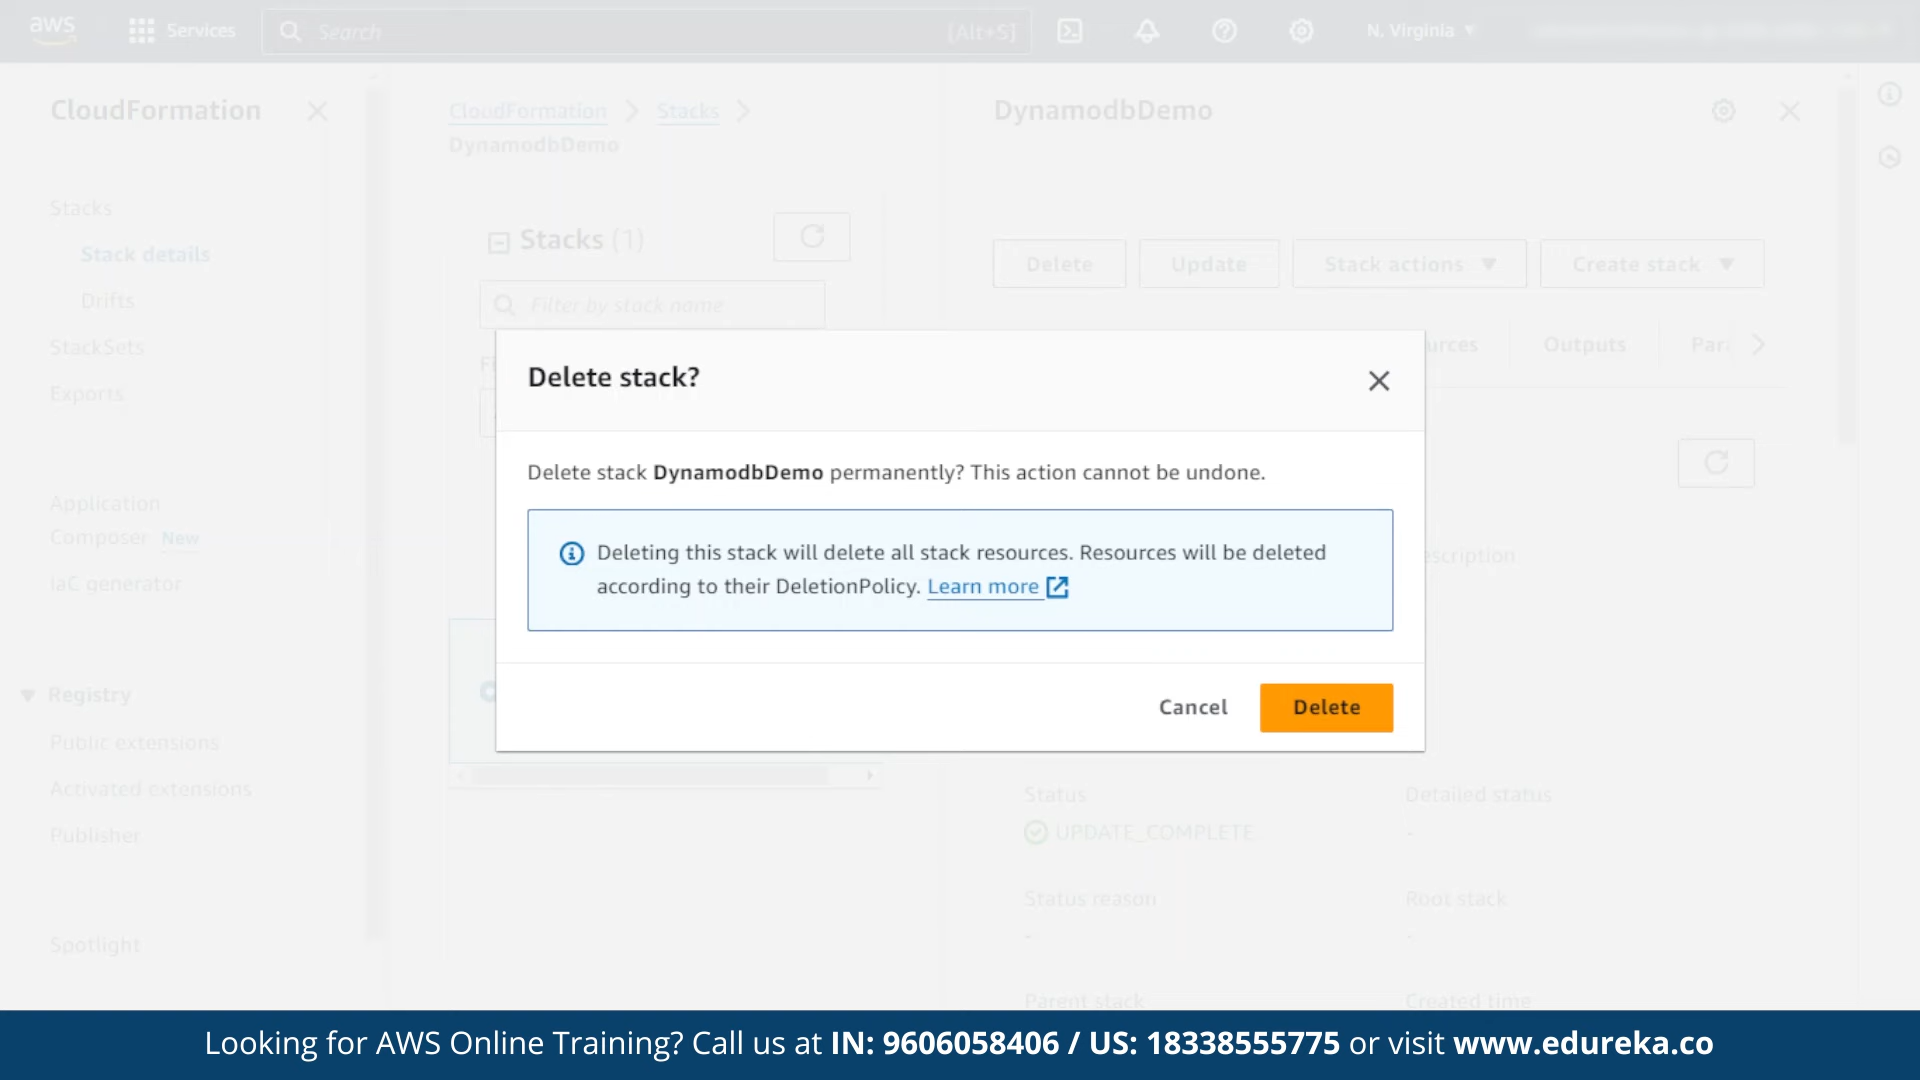 aws
Services
Search
[Alt+S]
N. Virginia
CloudFormation
Stacks
Stack details
Drifts
StackSets
Exports
Application
Composer New
IaC generator
Registry
Public extensions
Activated extensions
Publisher
Spotlight
CloudFormation
Stacks
DynamodbDemo
Stacks (1)
Filter by stack name
DynamodbDemo
Delete
Update
Stack actions
Create stack
Outputs
Delete stack?
Delete stack DynamodbDemo permanently? This action cannot be undone.
Deleting this stack will delete all stack resources. Resources will be deleted
according to their DeletionPolicy. Learn more
Cancel
Delete
Status
UPDATE_COMPLETE
Detailed status
-
Status reason
-
Root stack
-
Parent stack
Created time
Looking for AWS Online Training? Call us at IN: 9606058406 / US: 18338555775 or visit www.edureka.co